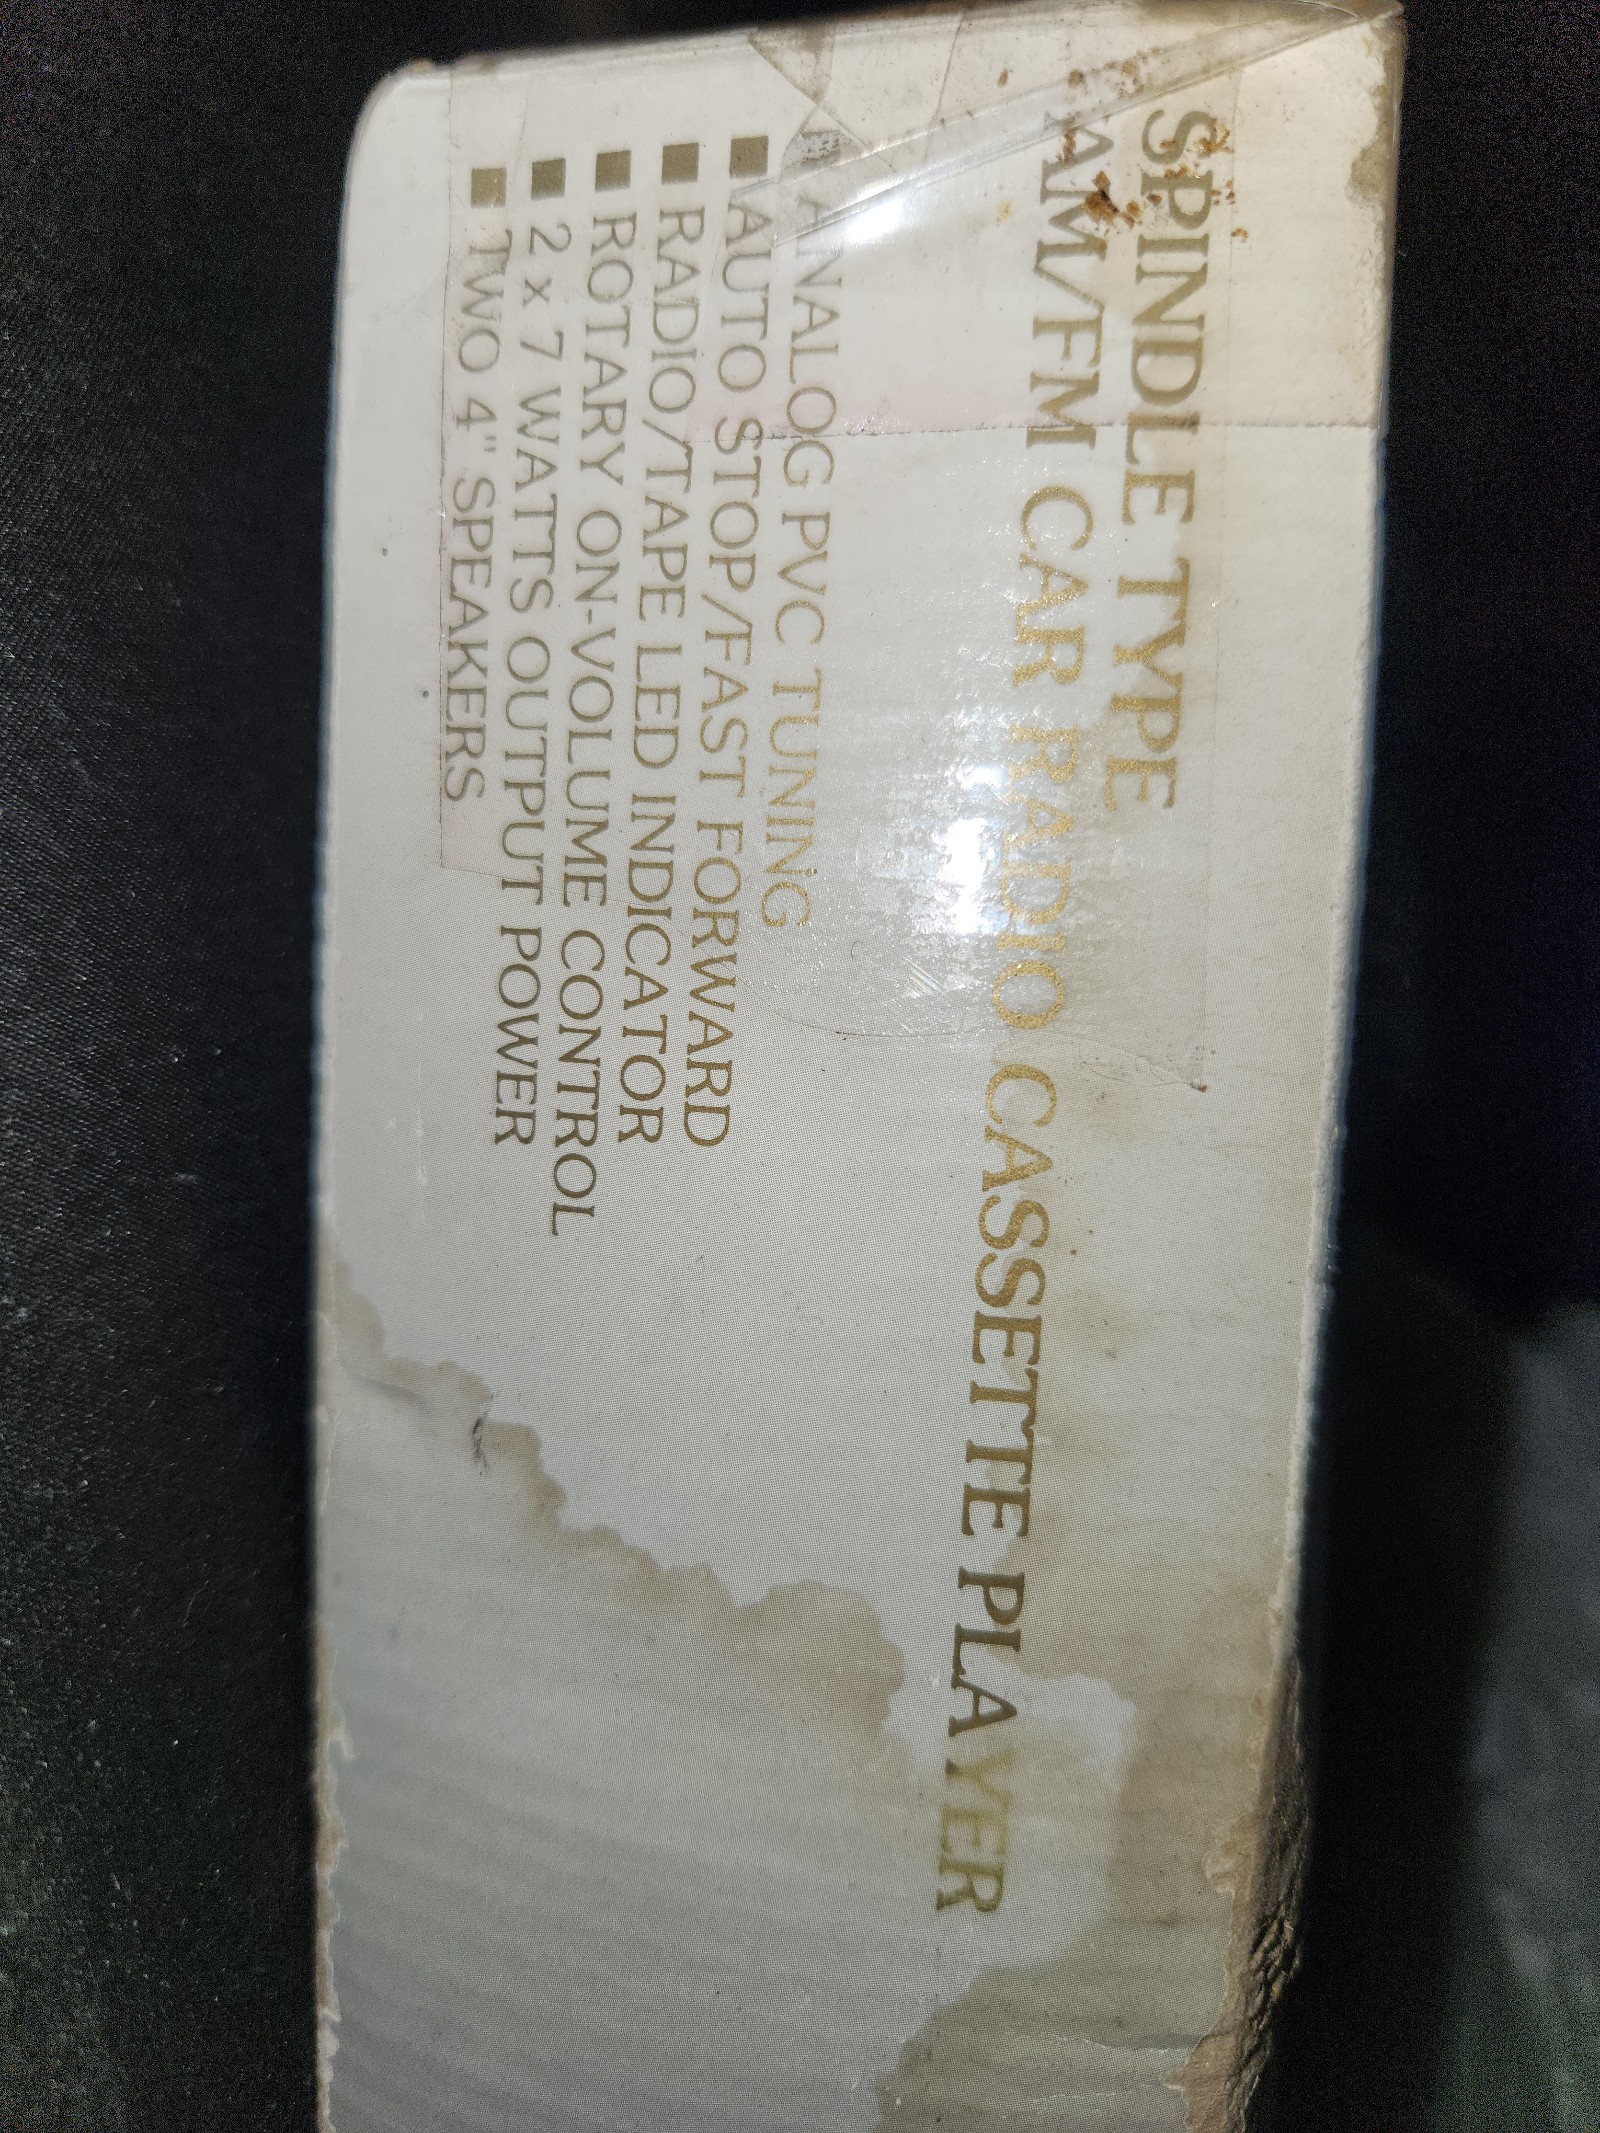 SPINDLE TYPE
AM/FM CAR RADIO CASSETTE PLAYER
ANALOG PVC TUNING
■ AUTO STOP/FAST FORWARD
■ RADIO/TAPE LED INDICATOR
■ ROTARY ON-VOLUME CONTROL
■ 2 x 7 WATTS OUTPUT POWER
■ TWO 4" SPEAKERS